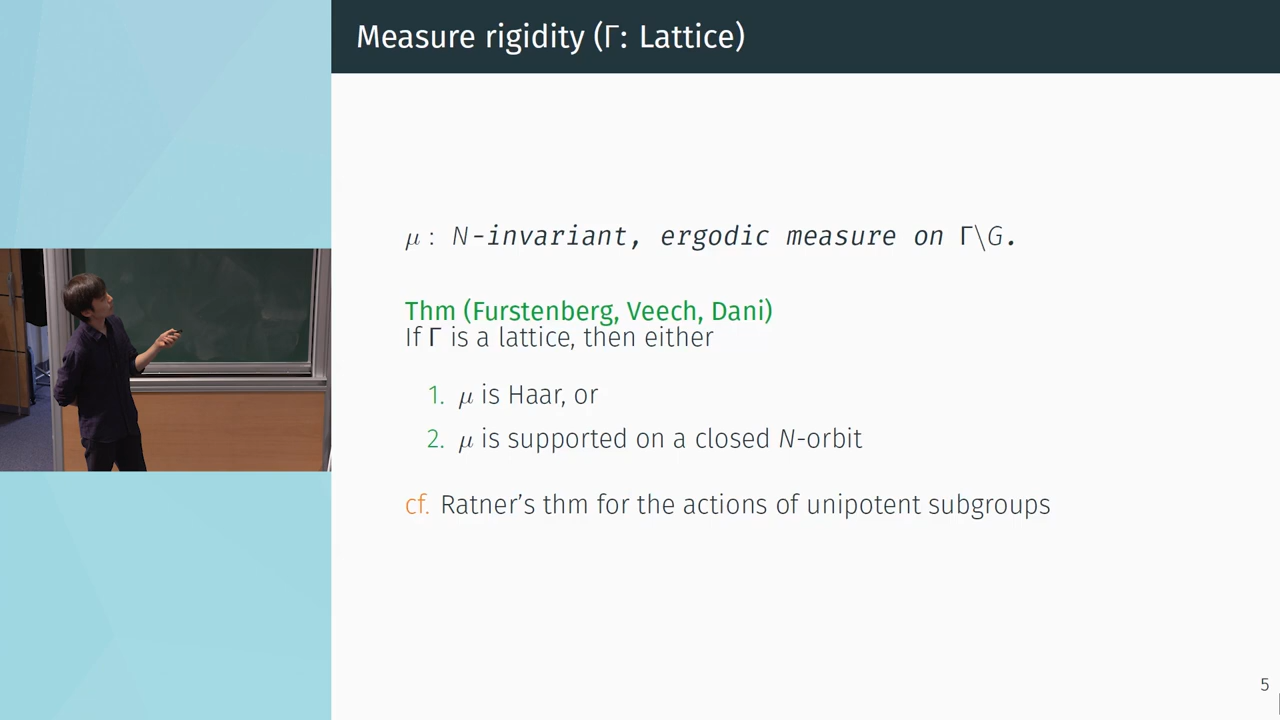 Measure rigidity (Γ: Lattice)
μ : N-invariant, ergodic measure on Γ\G.
Thm (Furstenberg, Veech, Dani)
If Γ is a lattice, then either
1. μ is Haar, or
2. μ is supported on a closed N-orbit
cf. Ratner's thm for the actions of unipotent subgroups
5